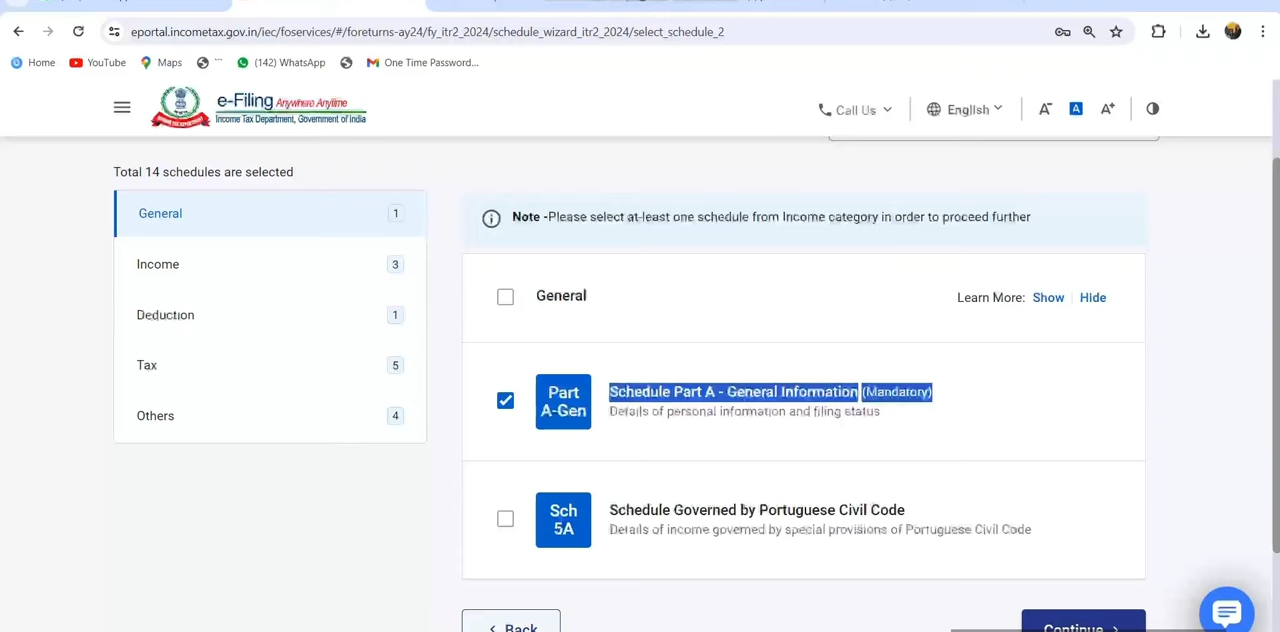 eportal.incometax.gov.in/iec/foservices/#/foreturns-ay24/fy_itr2_2024/schedule_wizard_itr2_2024/select_schedule_2
Home YouTube Maps (142) WhatsApp One Time Password...
e-Filing Anywhere Anytime
Income Tax Department, Government of India
Call Us English A- A A+
Total 14 schedules are selected
General 1
Income 3
Deduction 1
Tax 5
Others 4
Note -Please select at-least one schedule from Income category in order to proceed further
General
Learn More: Show Hide
Part A-Gen
Schedule Part A - General Information (Mandatory)
Details of personal information and filing status
Sch 5A
Schedule Governed by Portuguese Civil Code
Details of income governed by special provisions of Portuguese Civil Code
Back Continue